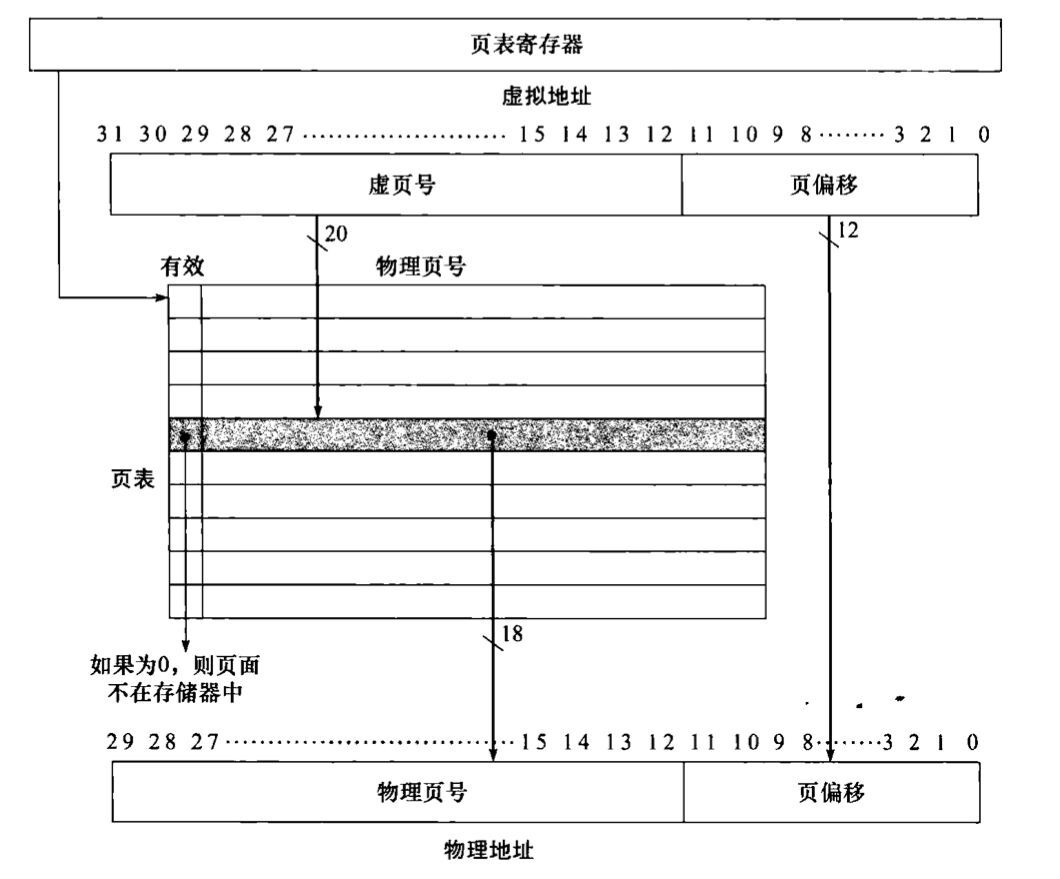 页表寄存器
虚拟地址
31 30 29 28 27 ························ 15 14 13 12 11 10 9 8 ········ 3 2 1 0
虚页号 页偏移
20 12
有效 物理页号
页表
18
如果为0，则页面
不在存储器中
29 28 27 ································· 15 14 13 12 11 10 9 8 ········ 3 2 1 0
物理页号 页偏移
物理地址